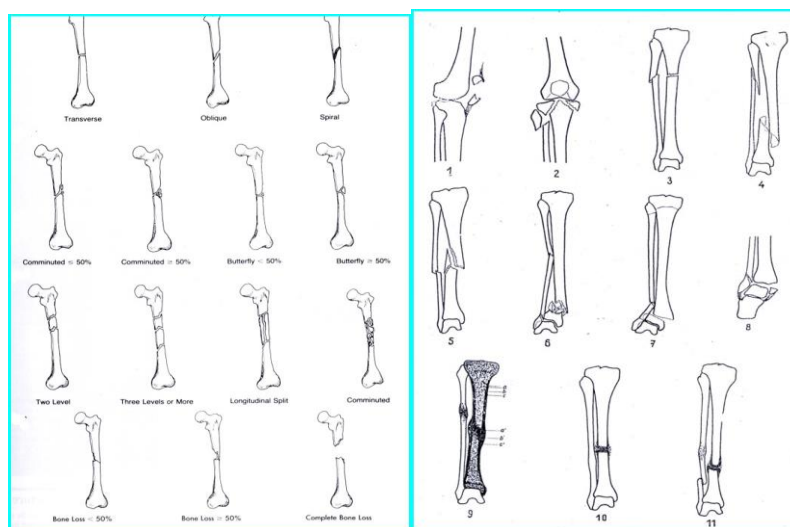 Transverse
Oblique
Spiral
Comminuted ≤ 50%
Comminuted ≥ 50%
Butterfly < 50%
Butterfly ≥ 50%
Two Level
Three Levels or More
Longitudinal Split
Comminuted
Bone Loss < 50%
Bone Loss ≥ 50%
Complete Bone Loss
1
2
3
4
5
6
7
8
9
10
11